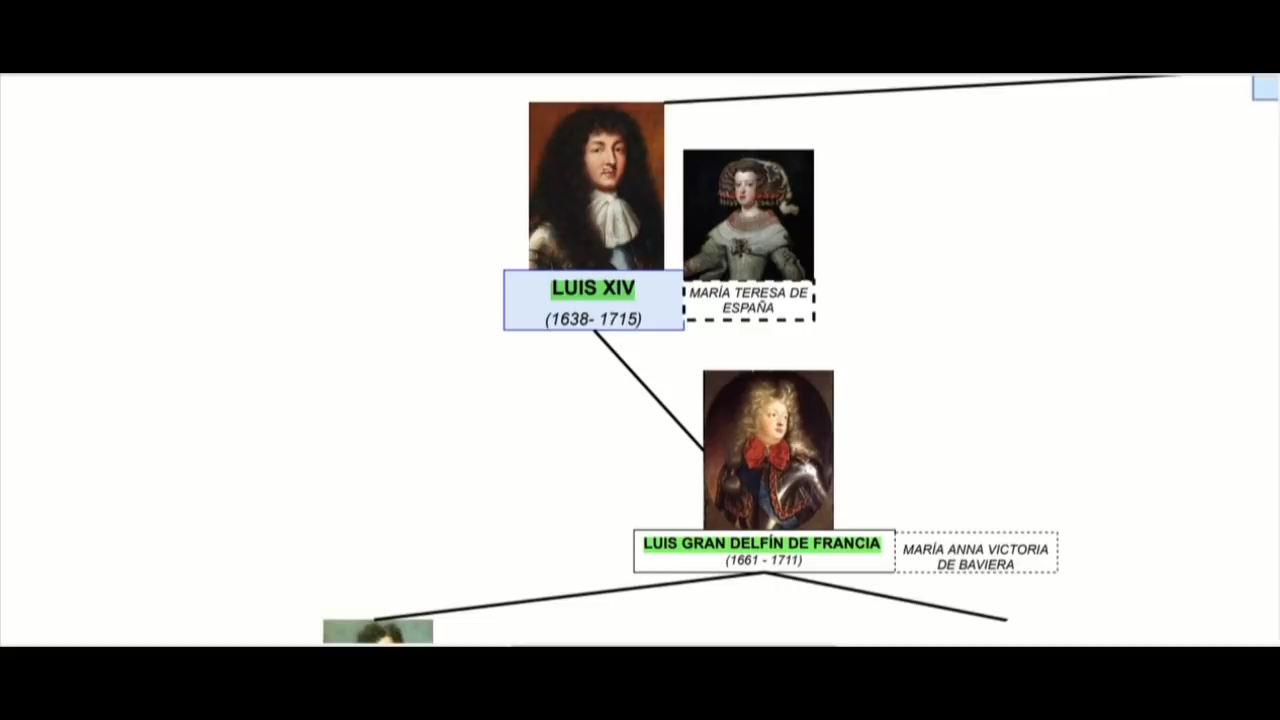 LUIS XIV
(1638- 1715)
MARÍA TERESA DE
ESPAÑA
LUIS GRAN DELFÍN DE FRANCIA
(1661 - 1711)
MARÍA ANNA VICTORIA
DE BAVIERA